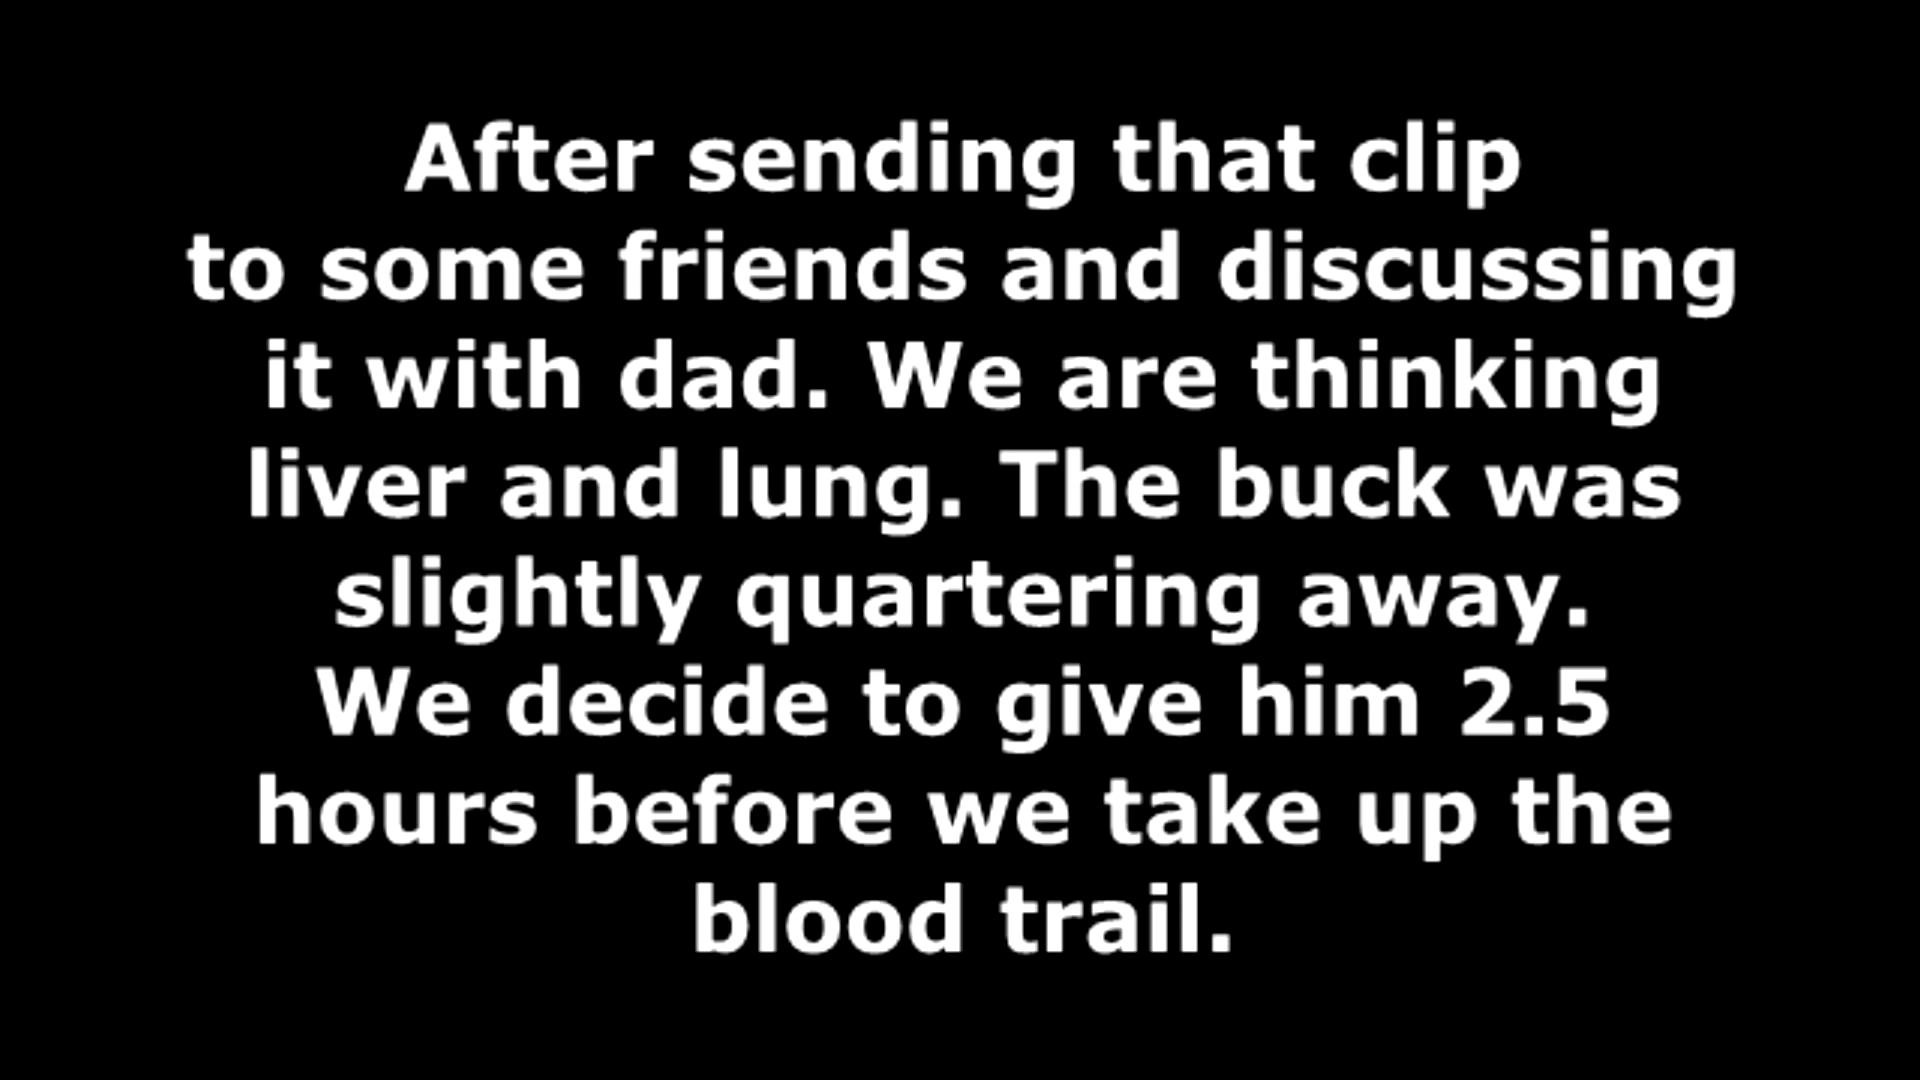 After sending that clip
to some friends and discussing
it with dad. We are thinking
liver and lung. The buck was
slightly quartering away.
We decide to give him 2.5
hours before we take up the
blood trail.